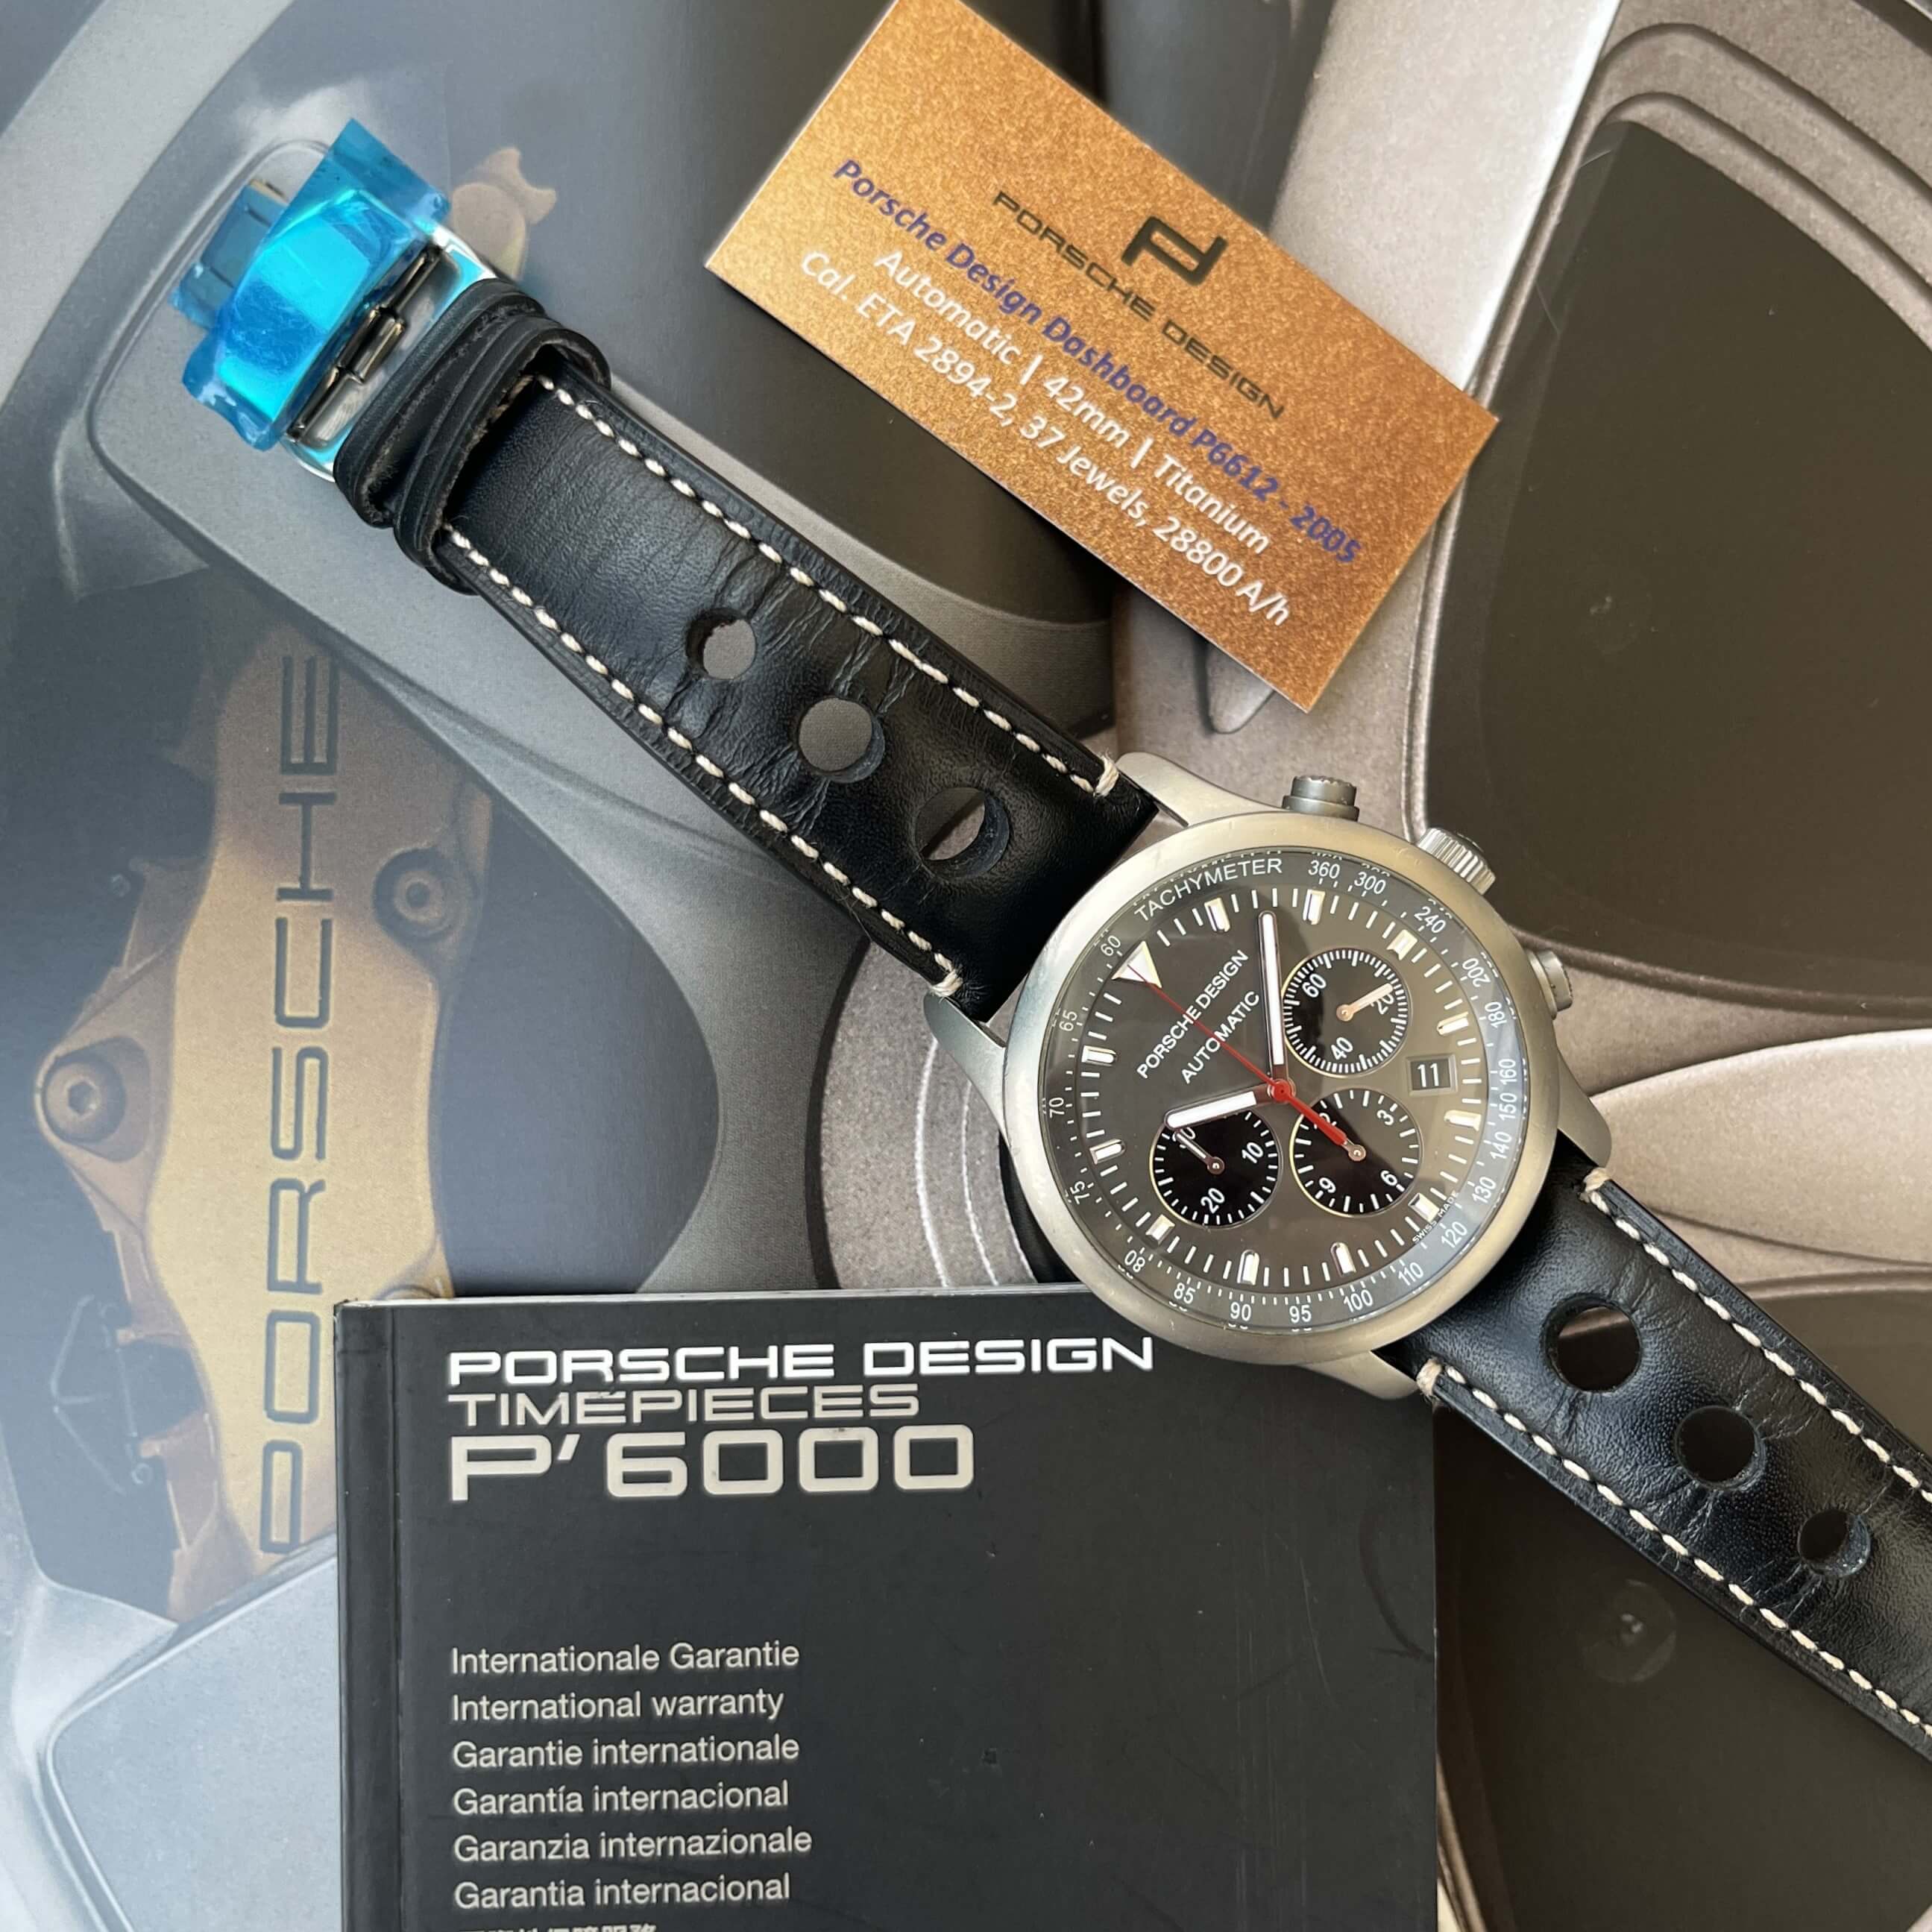 PORSCHE DESIGN
Porsche Design Dashboard P6612 - 2005
Automatic | 42mm | Titanium
Cal. ETA 2894-2, 37 Jewels, 28800 A/h
PORSCHE
TACHYMETER
360
300
240
200
180
160
150
140
130
120
110
100
95
90
85
80
75
70
65
60
PORSCHE DESIGN
AUTOMATIC
60
20
40
11
10
20
3
6
9
SWISS MADE
PORSCHE DESIGN
TIMEPIECES
P'6000
Internationale Garantie
International warranty
Garantie internationale
Garantía internacional
Garanzia internazionale
Garantia internacional